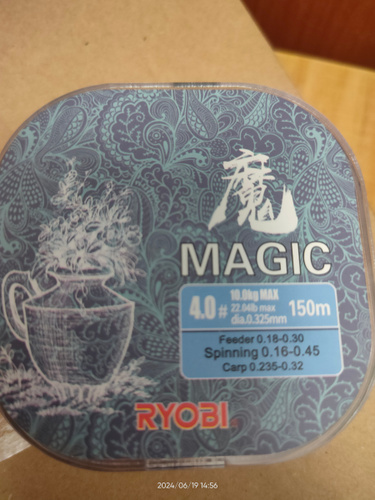 魔
MAGIC
4.0#
10.0kg MAX
22.04lb max
dia.0.325mm
150m
Feeder 0.18-0.30
Spinning 0.16-0.45
Carp 0.235-0.32
RYOBI
2024/06/19 14:56